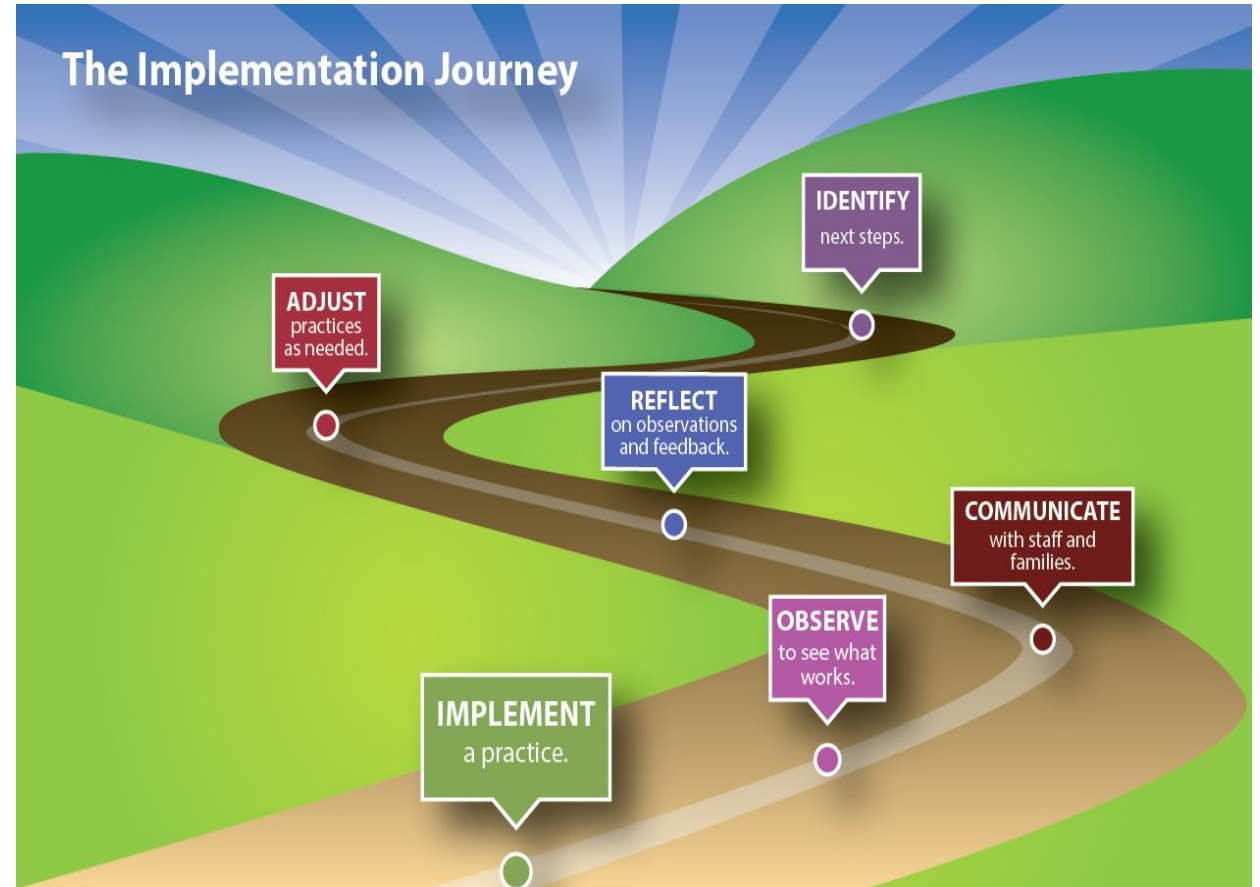 The Implementation Journey
IDENTIFY
next steps.
ADJUST
practices
as needed.
REFLECT
on observations
and feedback.
COMMUNICATE
with staff and
families.
OBSERVE
to see what
works.
IMPLEMENT
a practice.